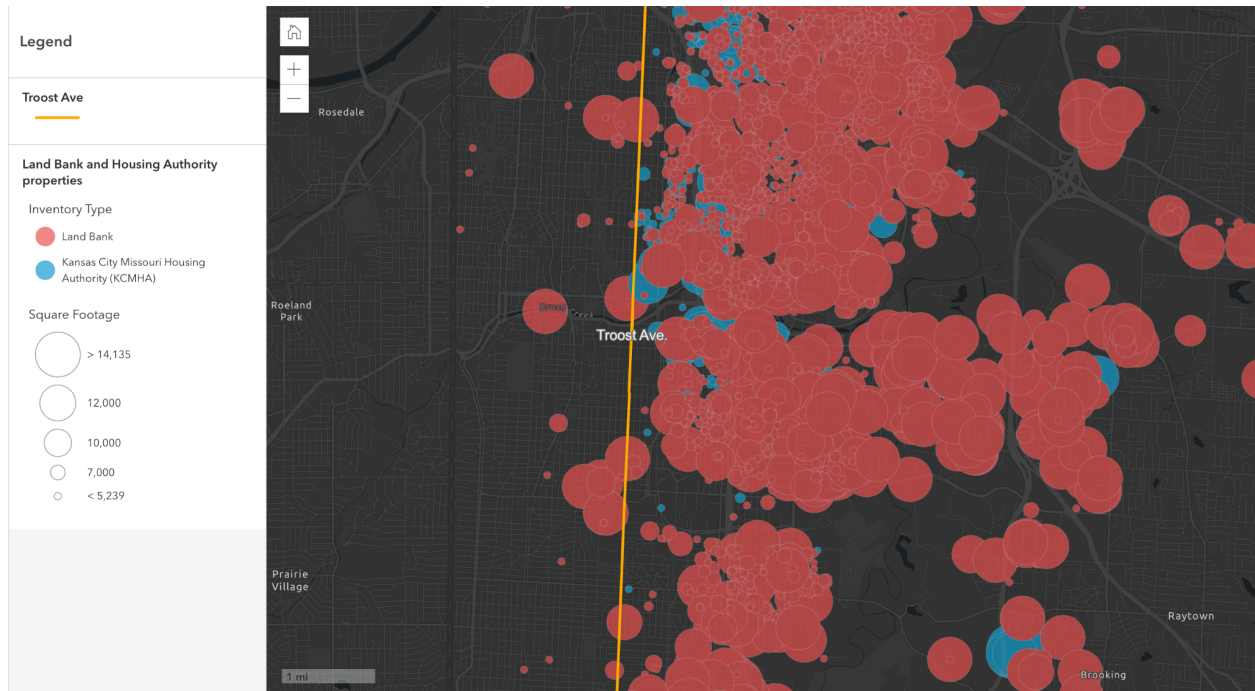 Legend
Troost Ave
Land Bank and Housing Authority
properties
Inventory Type
Land Bank
Kansas City Missouri Housing
Authority (KCMHA)
Square Footage
> 14,135
12,000
10,000
7,000
< 5,239
+
−
Rosedale
Roeland
Park
Brush Creek
Troost Ave.
Prairie
Village
Raytown
Brooking
1 mi